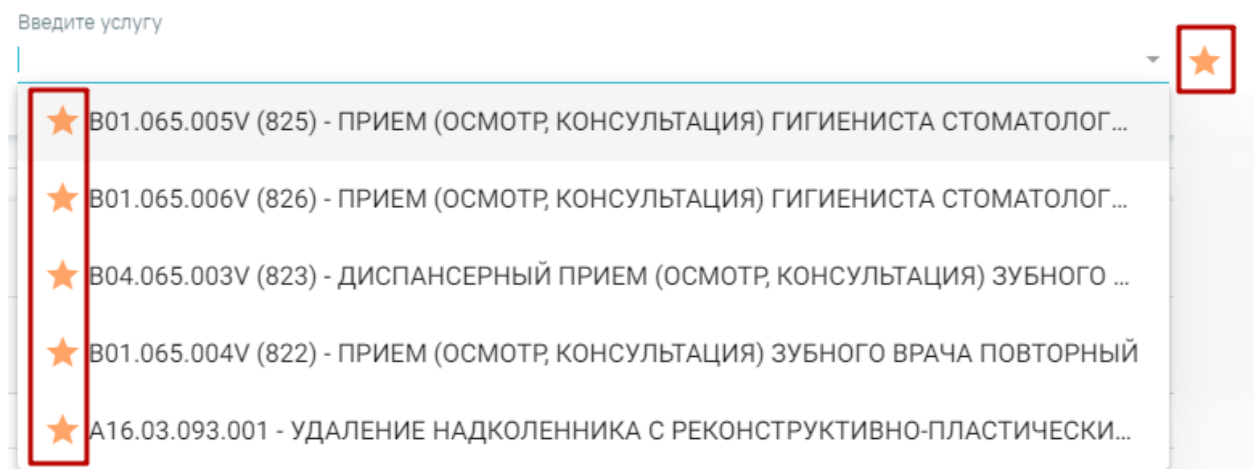 Введите услугу
B01.065.005V (825) - ПРИЕМ (ОСМОТР, КОНСУЛЬТАЦИЯ) ГИГИЕНИСТА СТОМАТОЛОГ...
B01.065.006V (826) - ПРИЕМ (ОСМОТР, КОНСУЛЬТАЦИЯ) ГИГИЕНИСТА СТОМАТОЛОГ...
B04.065.003V (823) - ДИСПАНСЕРНЫЙ ПРИЕМ (ОСМОТР, КОНСУЛЬТАЦИЯ) ЗУБНОГО ...
B01.065.004V (822) - ПРИЕМ (ОСМОТР, КОНСУЛЬТАЦИЯ) ЗУБНОГО ВРАЧА ПОВТОРНЫЙ
A16.03.093.001 - УДАЛЕНИЕ НАДКОЛЕННИКА С РЕКОНСТРУКТИВНО-ПЛАСТИЧЕСКИ...